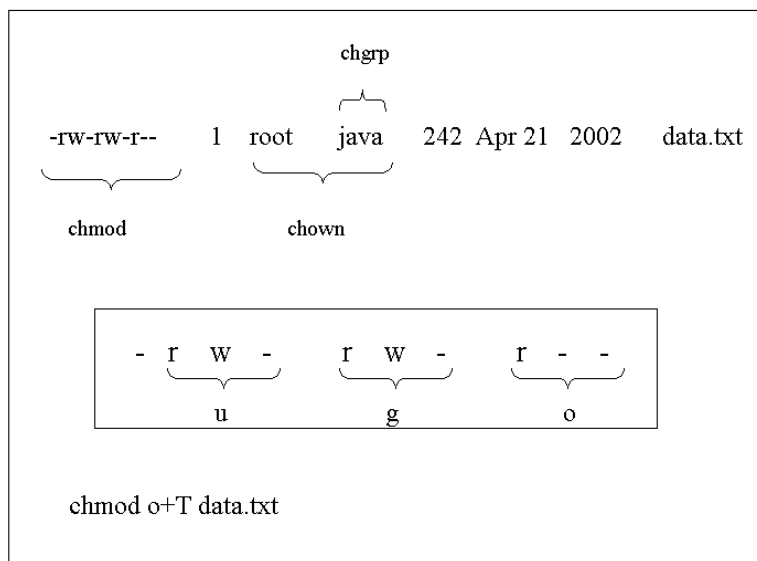 chgrp
-rw-rw-r-- 1 root java 242 Apr 21 2002 data.txt
chmod chown
- r w - r w - r - -
u g o
chmod o+T data.txt